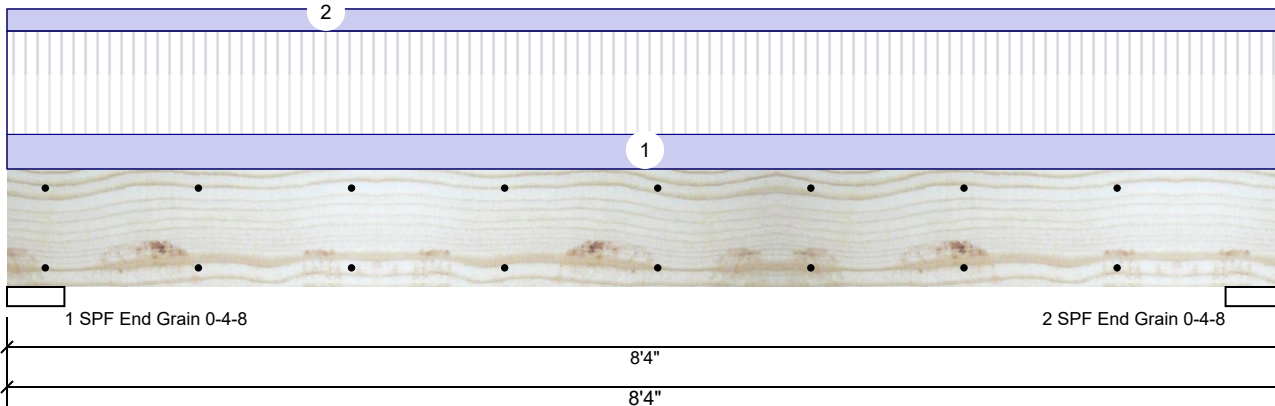 2
1
1 SPF End Grain 0-4-8
2 SPF End Grain 0-4-8
8'4"
8'4"